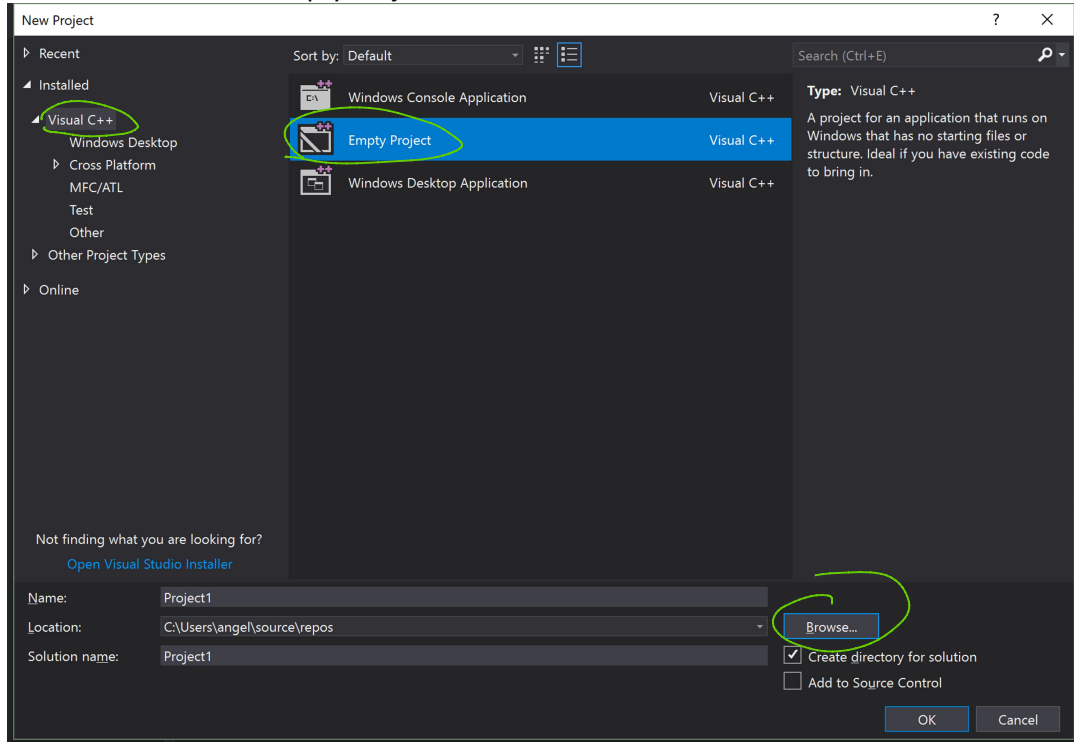 New Project
?
Recent
Sort by: Default
Search (Ctrl+E)
Installed
Visual C++
Windows Desktop
Cross Platform
MFC/ATL
Test
Other
Other Project Types
Online
Windows Console Application Visual C++
Empty Project Visual C++
Windows Desktop Application Visual C++
Type: Visual C++
A project for an application that runs on
Windows that has no starting files or
structure. Ideal if you have existing code
to bring in.
Not finding what you are looking for?
Open Visual Studio Installer
Name: Project1
Location: C:\Users\angel\source\repos Browse...
Solution name: Project1
Create directory for solution
Add to Source Control
OK Cancel